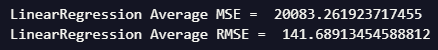 LinearRegression Average MSE =  20083.261923717455
LinearRegression Average RMSE =  141.68913454588812